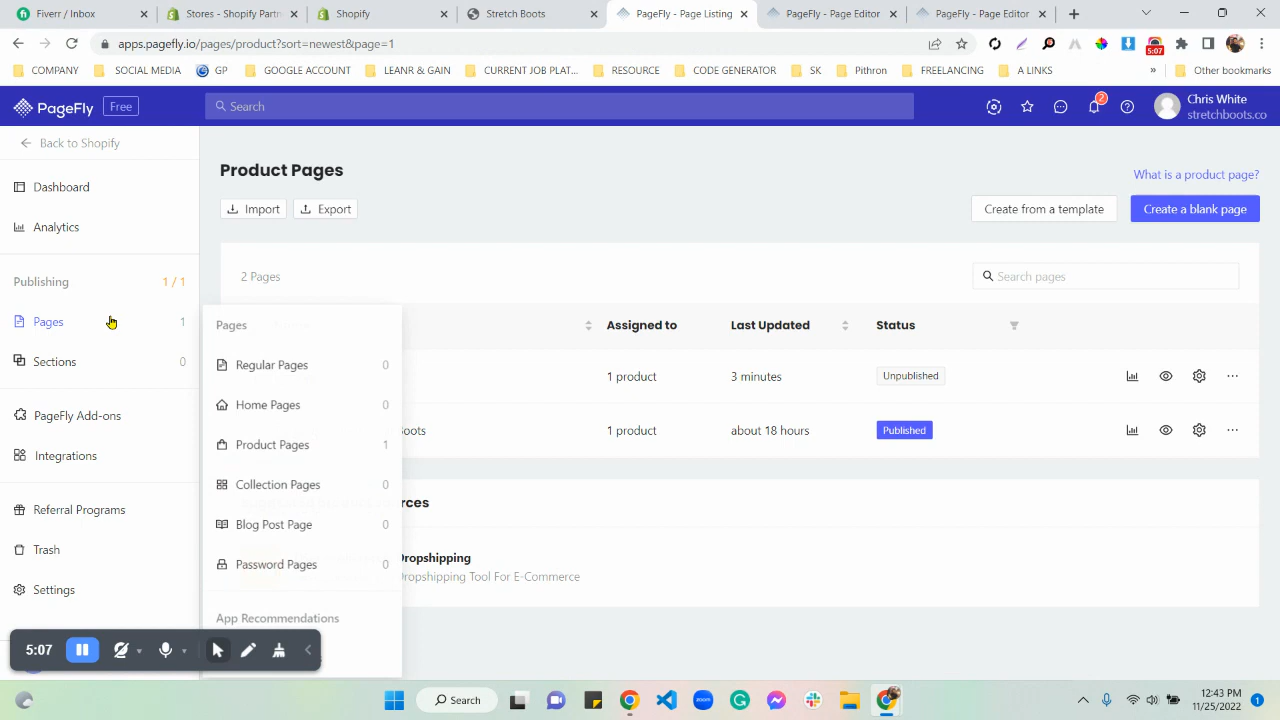 Fiverr / Inbox
Stores - Shopify Partn
Shopify
Stretch Boots
PageFly - Page Listing
PageFly - Page Editor
PageFly - Page Editor
apps.pagefly.io/pages/product?sort=newest&page=1
5:07
COMPANY
SOCIAL MEDIA
GP
GOOGLE ACCOUNT
LEANR & GAIN
CURRENT JOB PLAT...
RESOURCE
CODE GENERATOR
SK
Pithron
FREELANCING
A LINKS
»
Other bookmarks
PageFly
Free
Search
2
Chris White
stretchboots.co
Back to Shopify
Dashboard
Analytics
Publishing 1 / 1
Pages 1
Sections 0
PageFly Add-ons
Integrations
Referral Programs
Trash
Settings
Product Pages
What is a product page?
Import
Export
Create from a template
Create a blank page
2 Pages
Search pages
Assigned to
Last Updated
Status
1 product
3 minutes
Unpublished
oots
1 product
about 18 hours
Published
rces
Dropshipping
ropshipping Tool For E-Commerce
Pages
Regular Pages 0
Home Pages 0
Product Pages 1
Collection Pages 0
Blog Post Page 0
Password Pages 0
App Recommendations
5:07
Search
12:43 PM
11/25/2022
1